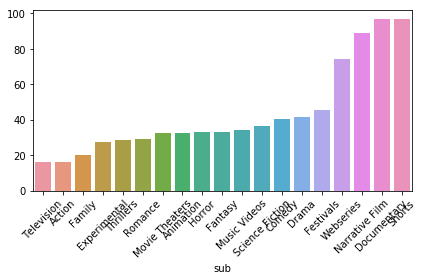 100
80
60
40
20
0
Television
Action
Family
Experimental
Thrillers
Romance
Movie Theaters
Animation
Horror
Fantasy
Music Videos
Science Fiction
Comedy
Drama
Festivals
Webseries
Narrative Film
Documentary
Shorts
sub